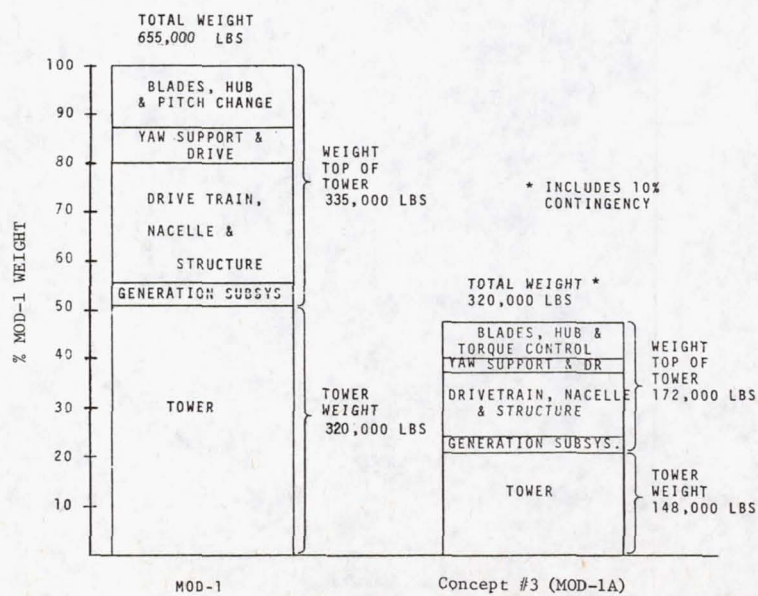 TOTAL WEIGHT
655,000 LBS
100
90
80
70
60
50
40
30
20
10
% MOD-1 WEIGHT
BLADES, HUB
& PITCH CHANGE
YAW SUPPORT &
DRIVE
DRIVE TRAIN,
NACELLE &
STRUCTURE
GENERATION SUBSYS
TOWER
WEIGHT
TOP OF
TOWER
335,000 LBS
TOWER
WEIGHT
320,000 LBS
* INCLUDES 10%
CONTINGENCY
TOTAL WEIGHT *
320,000 LBS
BLADES, HUB &
TORQUE CONTROL
YAW SUPPORT & DR
DRIVETRAIN, NACELLE
& STRUCTURE
GENERATION SUBSYS.
TOWER
WEIGHT
TOP OF
TOWER
172,000 LBS
TOWER
WEIGHT
148,000 LBS
MOD-1
Concept #3 (MOD-1A)